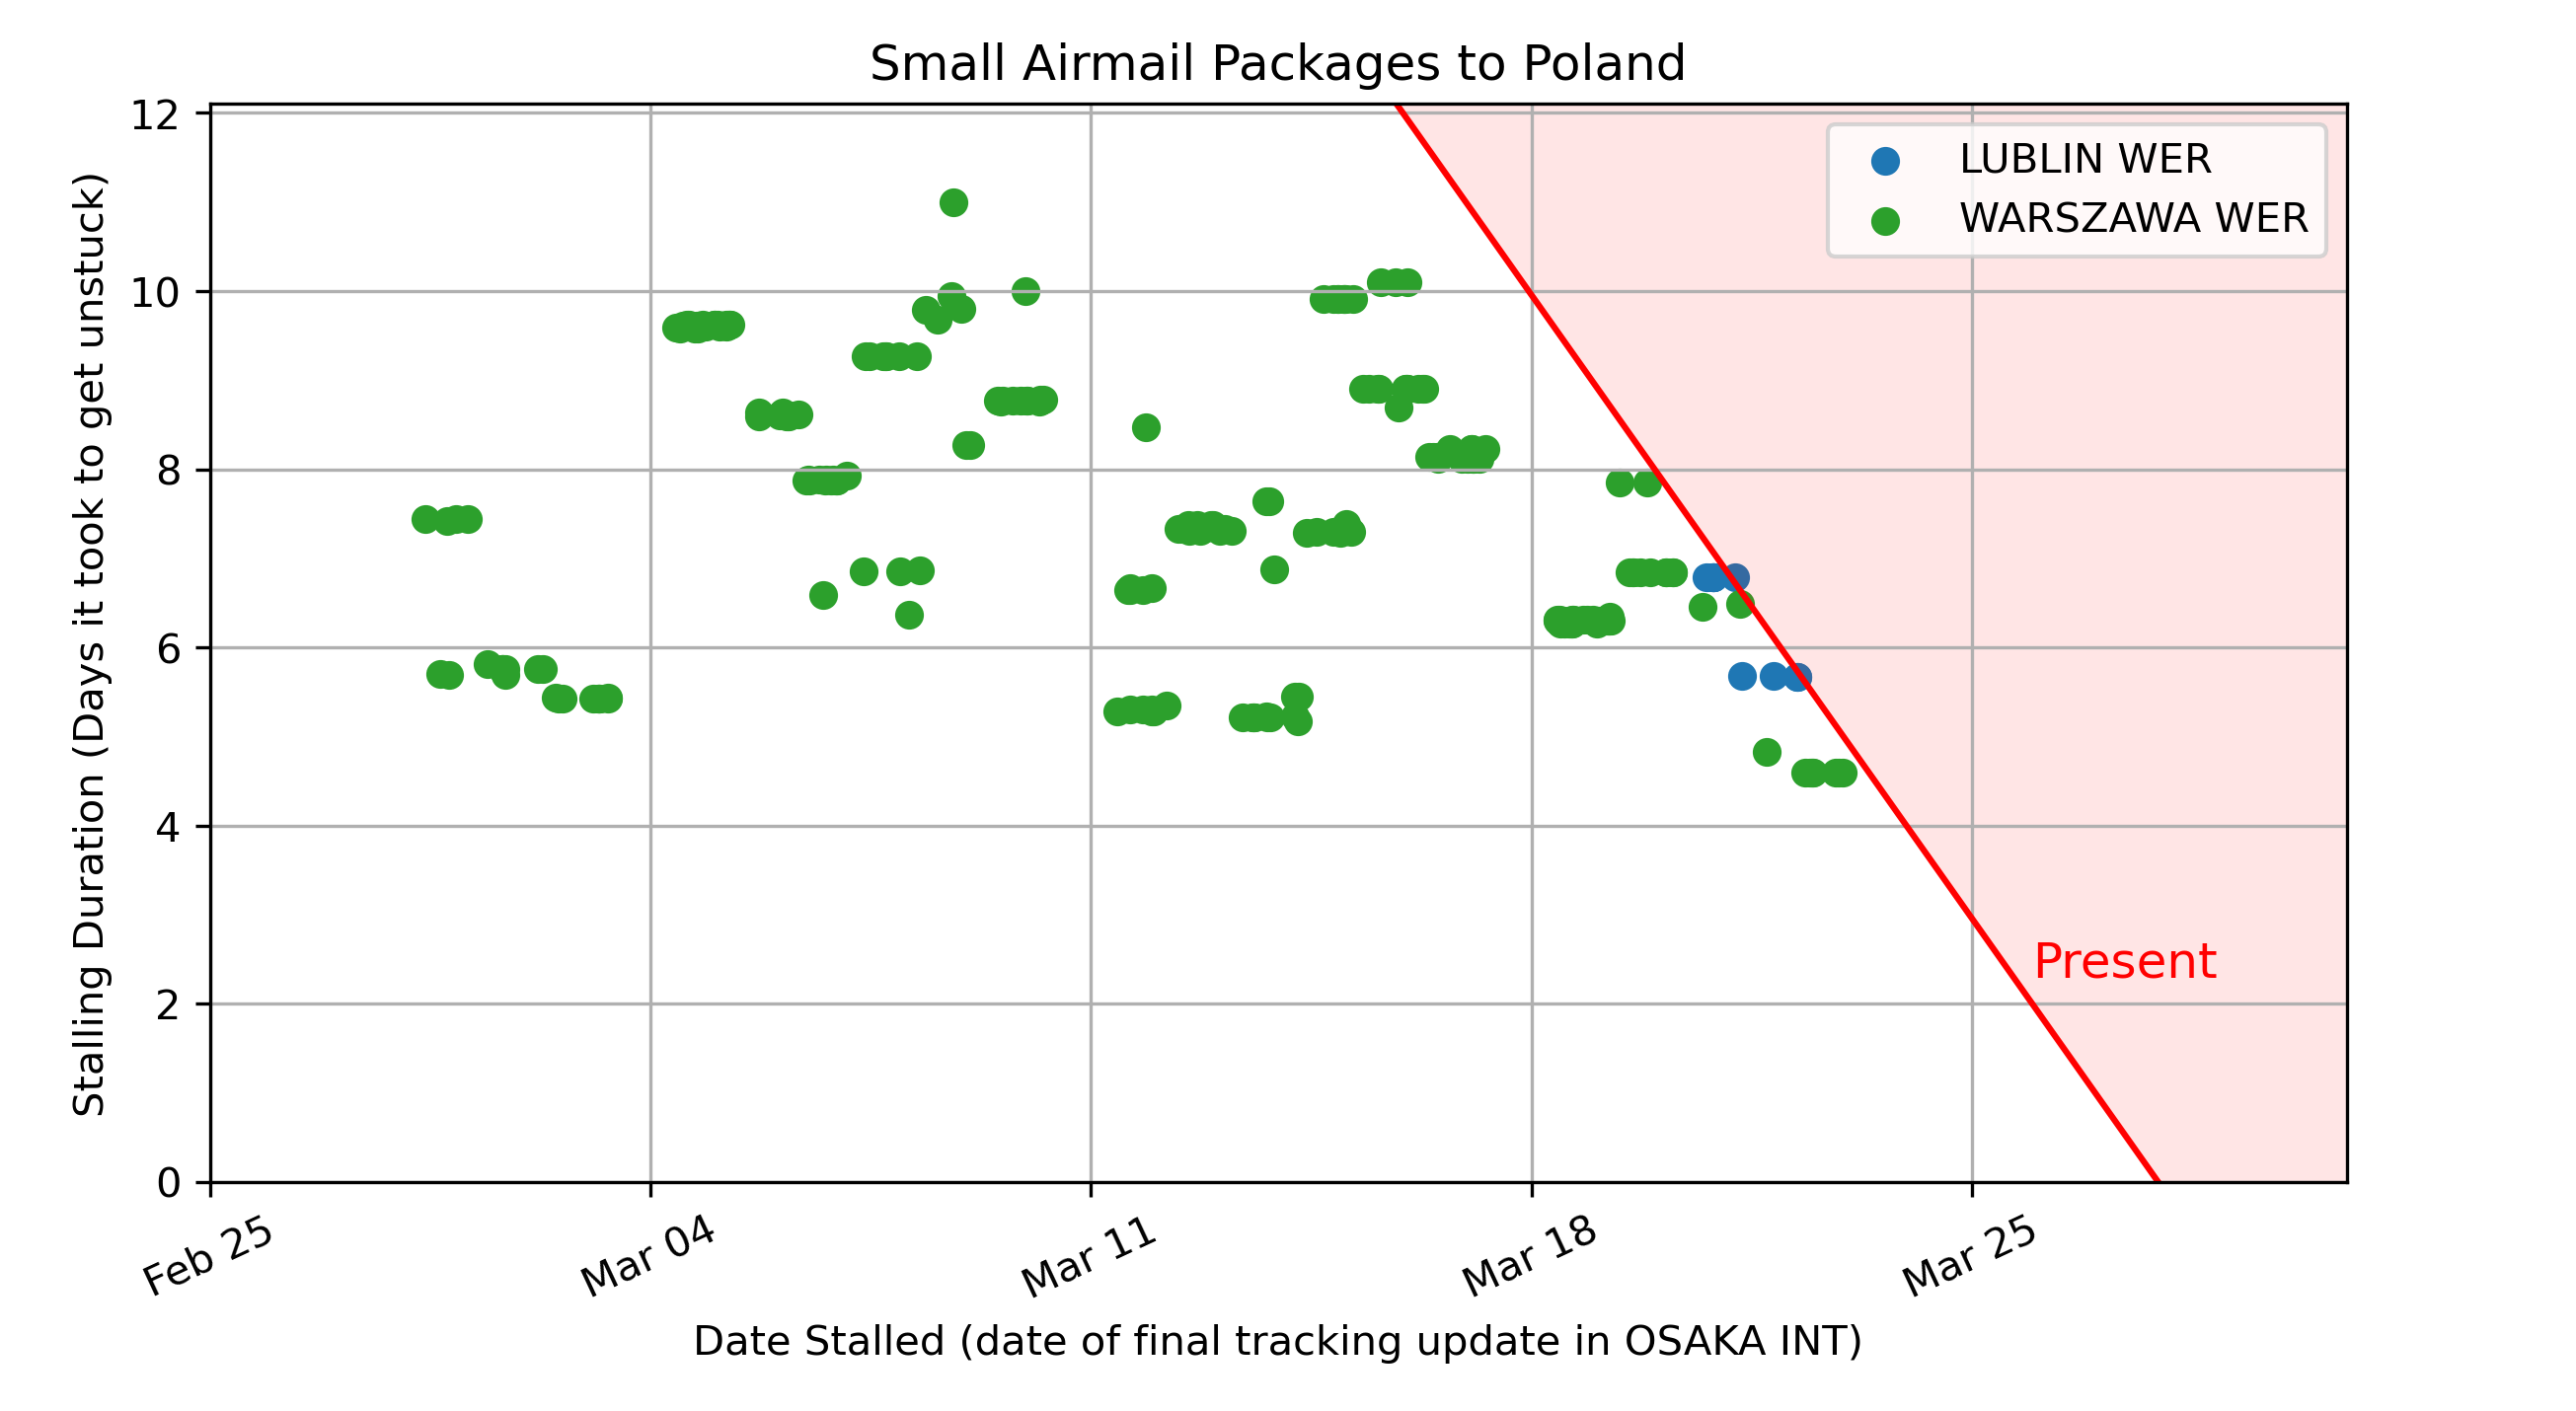 Small Airmail Packages to Poland
Stalling Duration (Days it took to get unstuck)
12
10
8
6
4
2
0
LUBLIN WER
WARSZAWA WER
Present
Feb 25
Mar 04
Mar 11
Mar 18
Mar 25
Date Stalled (date of final tracking update in OSAKA INT)